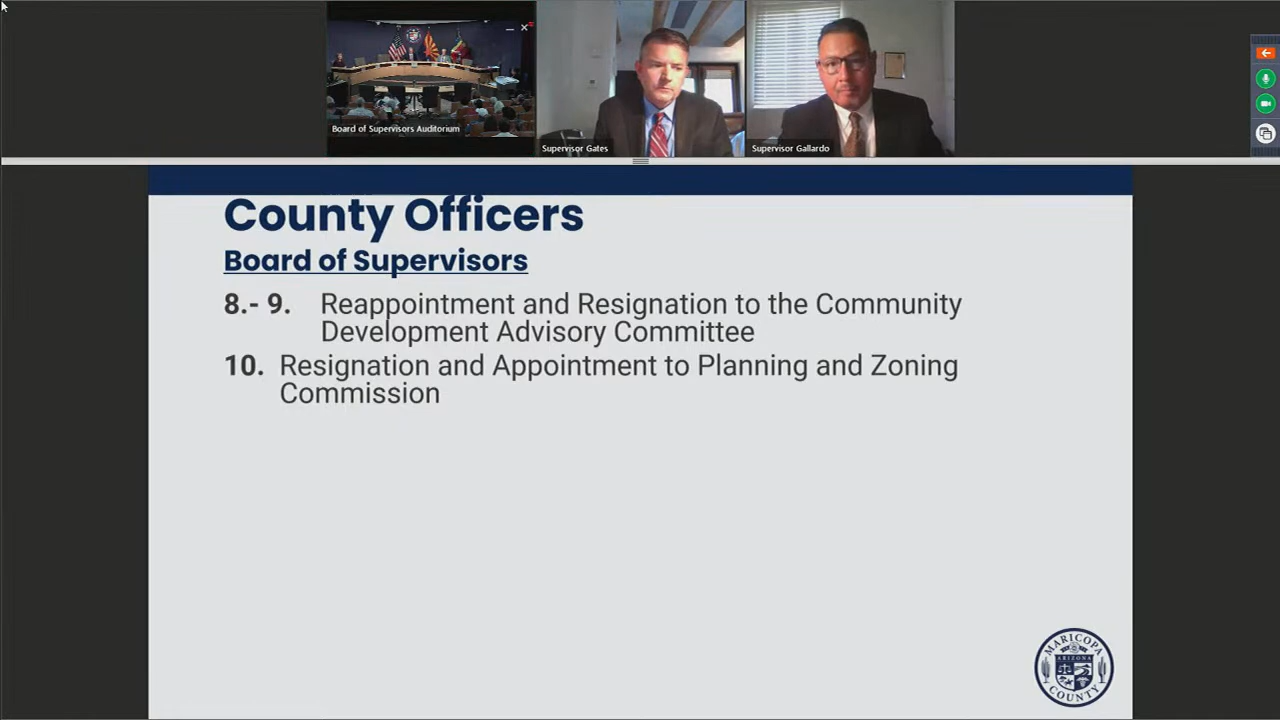 Board of Supervisors Auditorium
Supervisor Gates
Supervisor Gallardo
County Officers
Board of Supervisors
8.- 9. Reappointment and Resignation to the Community
Development Advisory Committee
10. Resignation and Appointment to Planning and Zoning
Commission
MARICOPA
ARIZONA
COUNTY